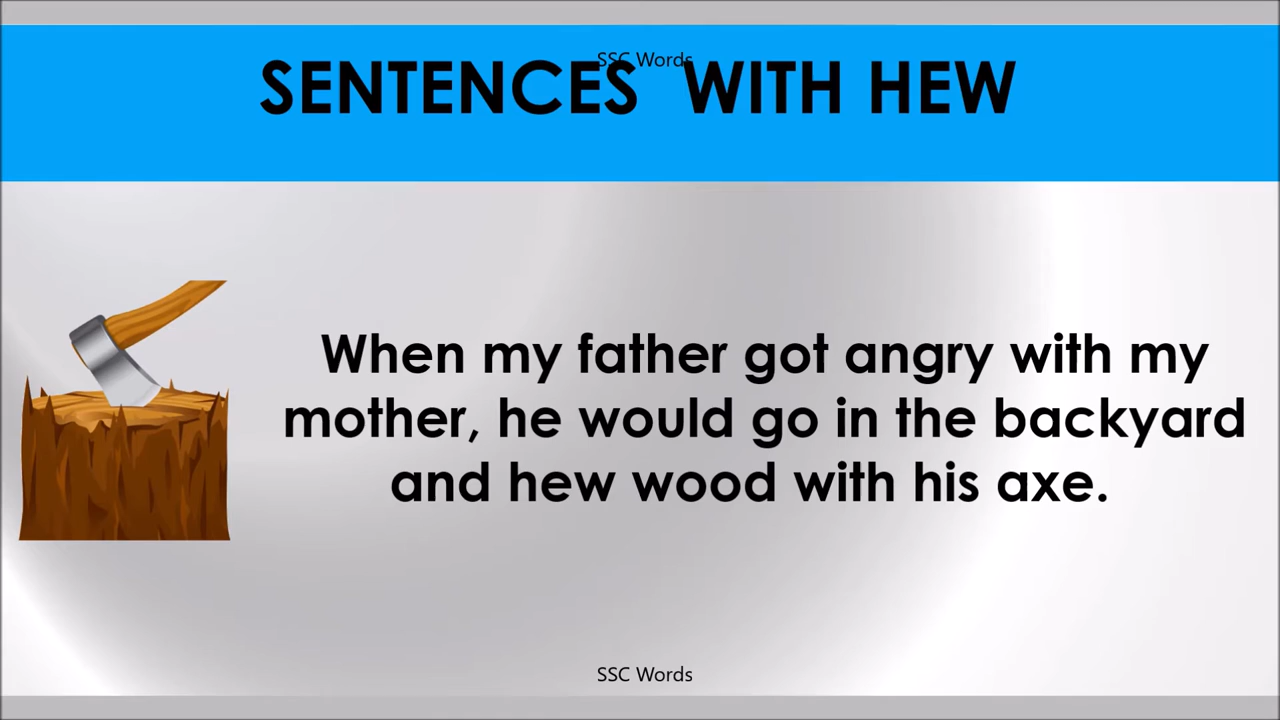 SSC Words
SENTENCES WITH HEW
When my father got angry with my
mother, he would go in the backyard
and hew wood with his axe.
SSC Words